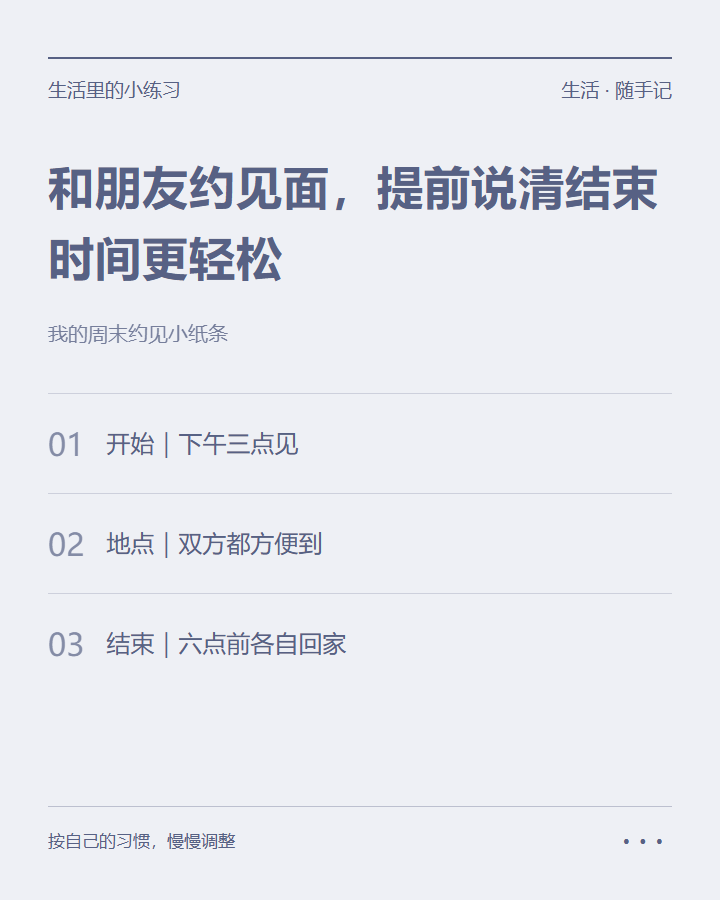 生活里的小练习
生活 · 随手记
和朋友约见面，提前说清结束
时间更轻松
我的周末约见小纸条
01 开始｜下午三点见
02 地点｜双方都方便到
03 结束｜六点前各自回家
按自己的习惯，慢慢调整
• • •